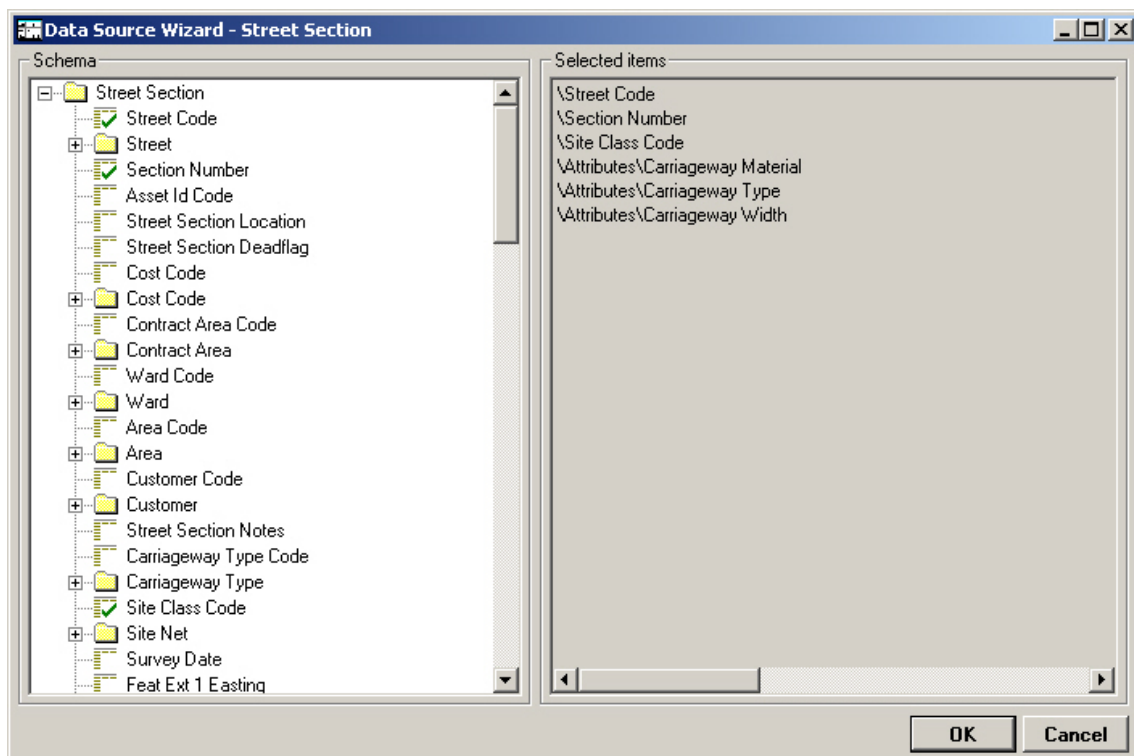 Data Source Wizard - Street Section
Schema
Street Section
Street Code
Street
Section Number
Asset Id Code
Street Section Location
Street Section Deadflag
Cost Code
Cost Code
Contract Area Code
Contract Area
Ward Code
Ward
Area Code
Area
Customer Code
Customer
Street Section Notes
Carriageway Type Code
Carriageway Type
Site Class Code
Site Net
Survey Date
Feat Ext 1 Easting
Selected items
\Street Code
\Section Number
\Site Class Code
\Attributes\Carriageway Material
\Attributes\Carriageway Type
\Attributes\Carriageway Width
OK Cancel